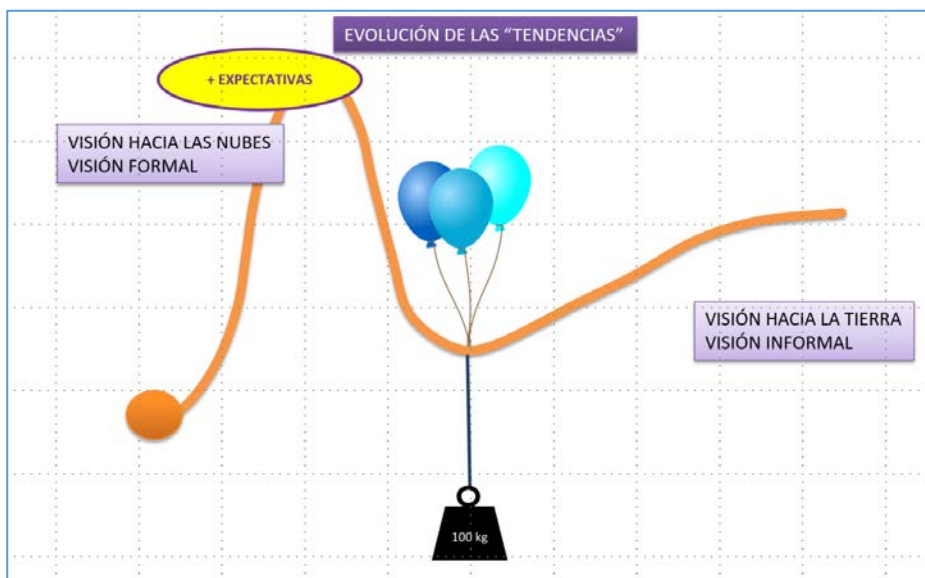 EVOLUCIÓN DE LAS “TENDENCIAS”
+ EXPECTATIVAS
VISIÓN HACIA LAS NUBES
VISIÓN FORMAL
VISIÓN HACIA LA TIERRA
VISIÓN INFORMAL
100 kg